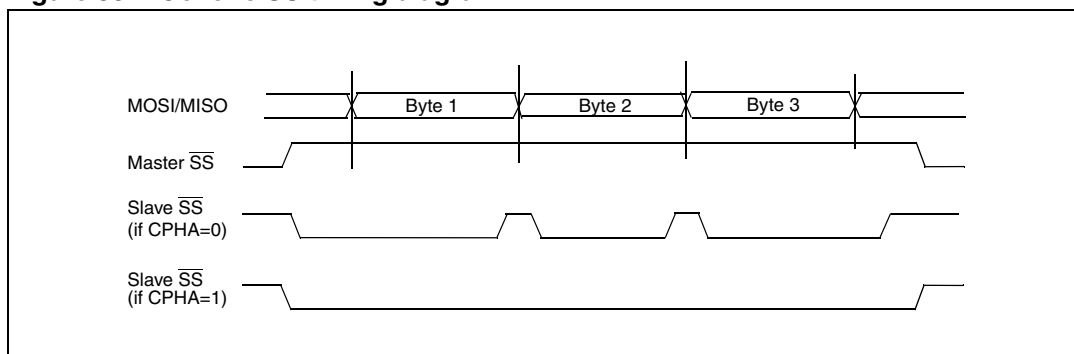 MOSI/MISO
Byte 1
Byte 2
Byte 3
Master SS
Slave SS
(if CPHA=0)
Slave SS
(if CPHA=1)